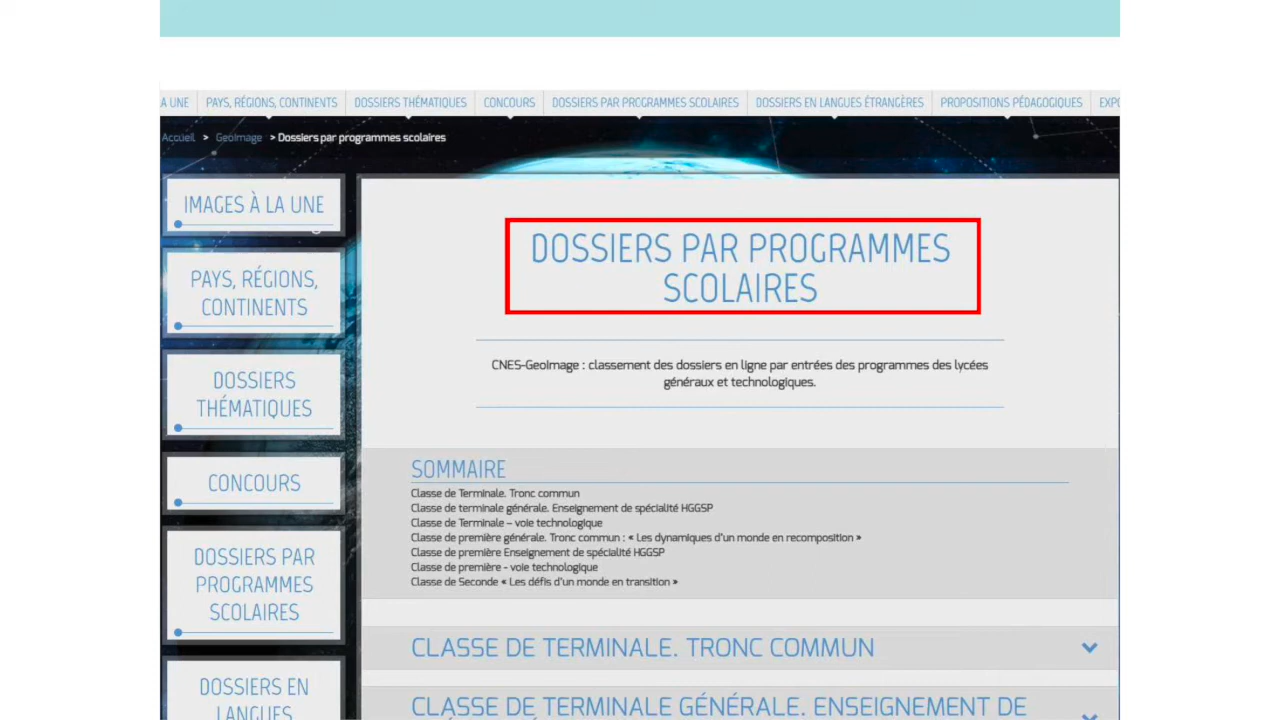 A UNE
PAYS, RÉGIONS, CONTINENTS
DOSSIERS THÉMATIQUES
CONCOURS
DOSSIERS PAR PROGRAMMES SCOLAIRES
DOSSIERS EN LANGUES ÉTRANGÈRES
PROPOSITIONS PÉDAGOGIQUES
EXPO
Accueil > GeoImage > Dossiers par programmes scolaires
IMAGES À LA UNE
PAYS, RÉGIONS,
CONTINENTS
DOSSIERS
THÉMATIQUES
CONCOURS
DOSSIERS PAR
PROGRAMMES
SCOLAIRES
DOSSIERS EN
LANGUES
DOSSIERS PAR PROGRAMMES
SCOLAIRES
CNES-GeoImage : classement des dossiers en ligne par entrées des programmes des lycées
généraux et technologiques.
SOMMAIRE
Classe de Terminale. Tronc commun
Classe de terminale générale. Enseignement de spécialité HGGSP
Classe de Terminale – voie technologique
Classe de première générale. Tronc commun : « Les dynamiques d'un monde en recomposition »
Classe de première Enseignement de spécialité HGGSP
Classe de première - voie technologique
Classe de Seconde « Les défis d'un monde en transition »
CLASSE DE TERMINALE. TRONC COMMUN
CLASSE DE TERMINALE GÉNÉRALE. ENSEIGNEMENT DE